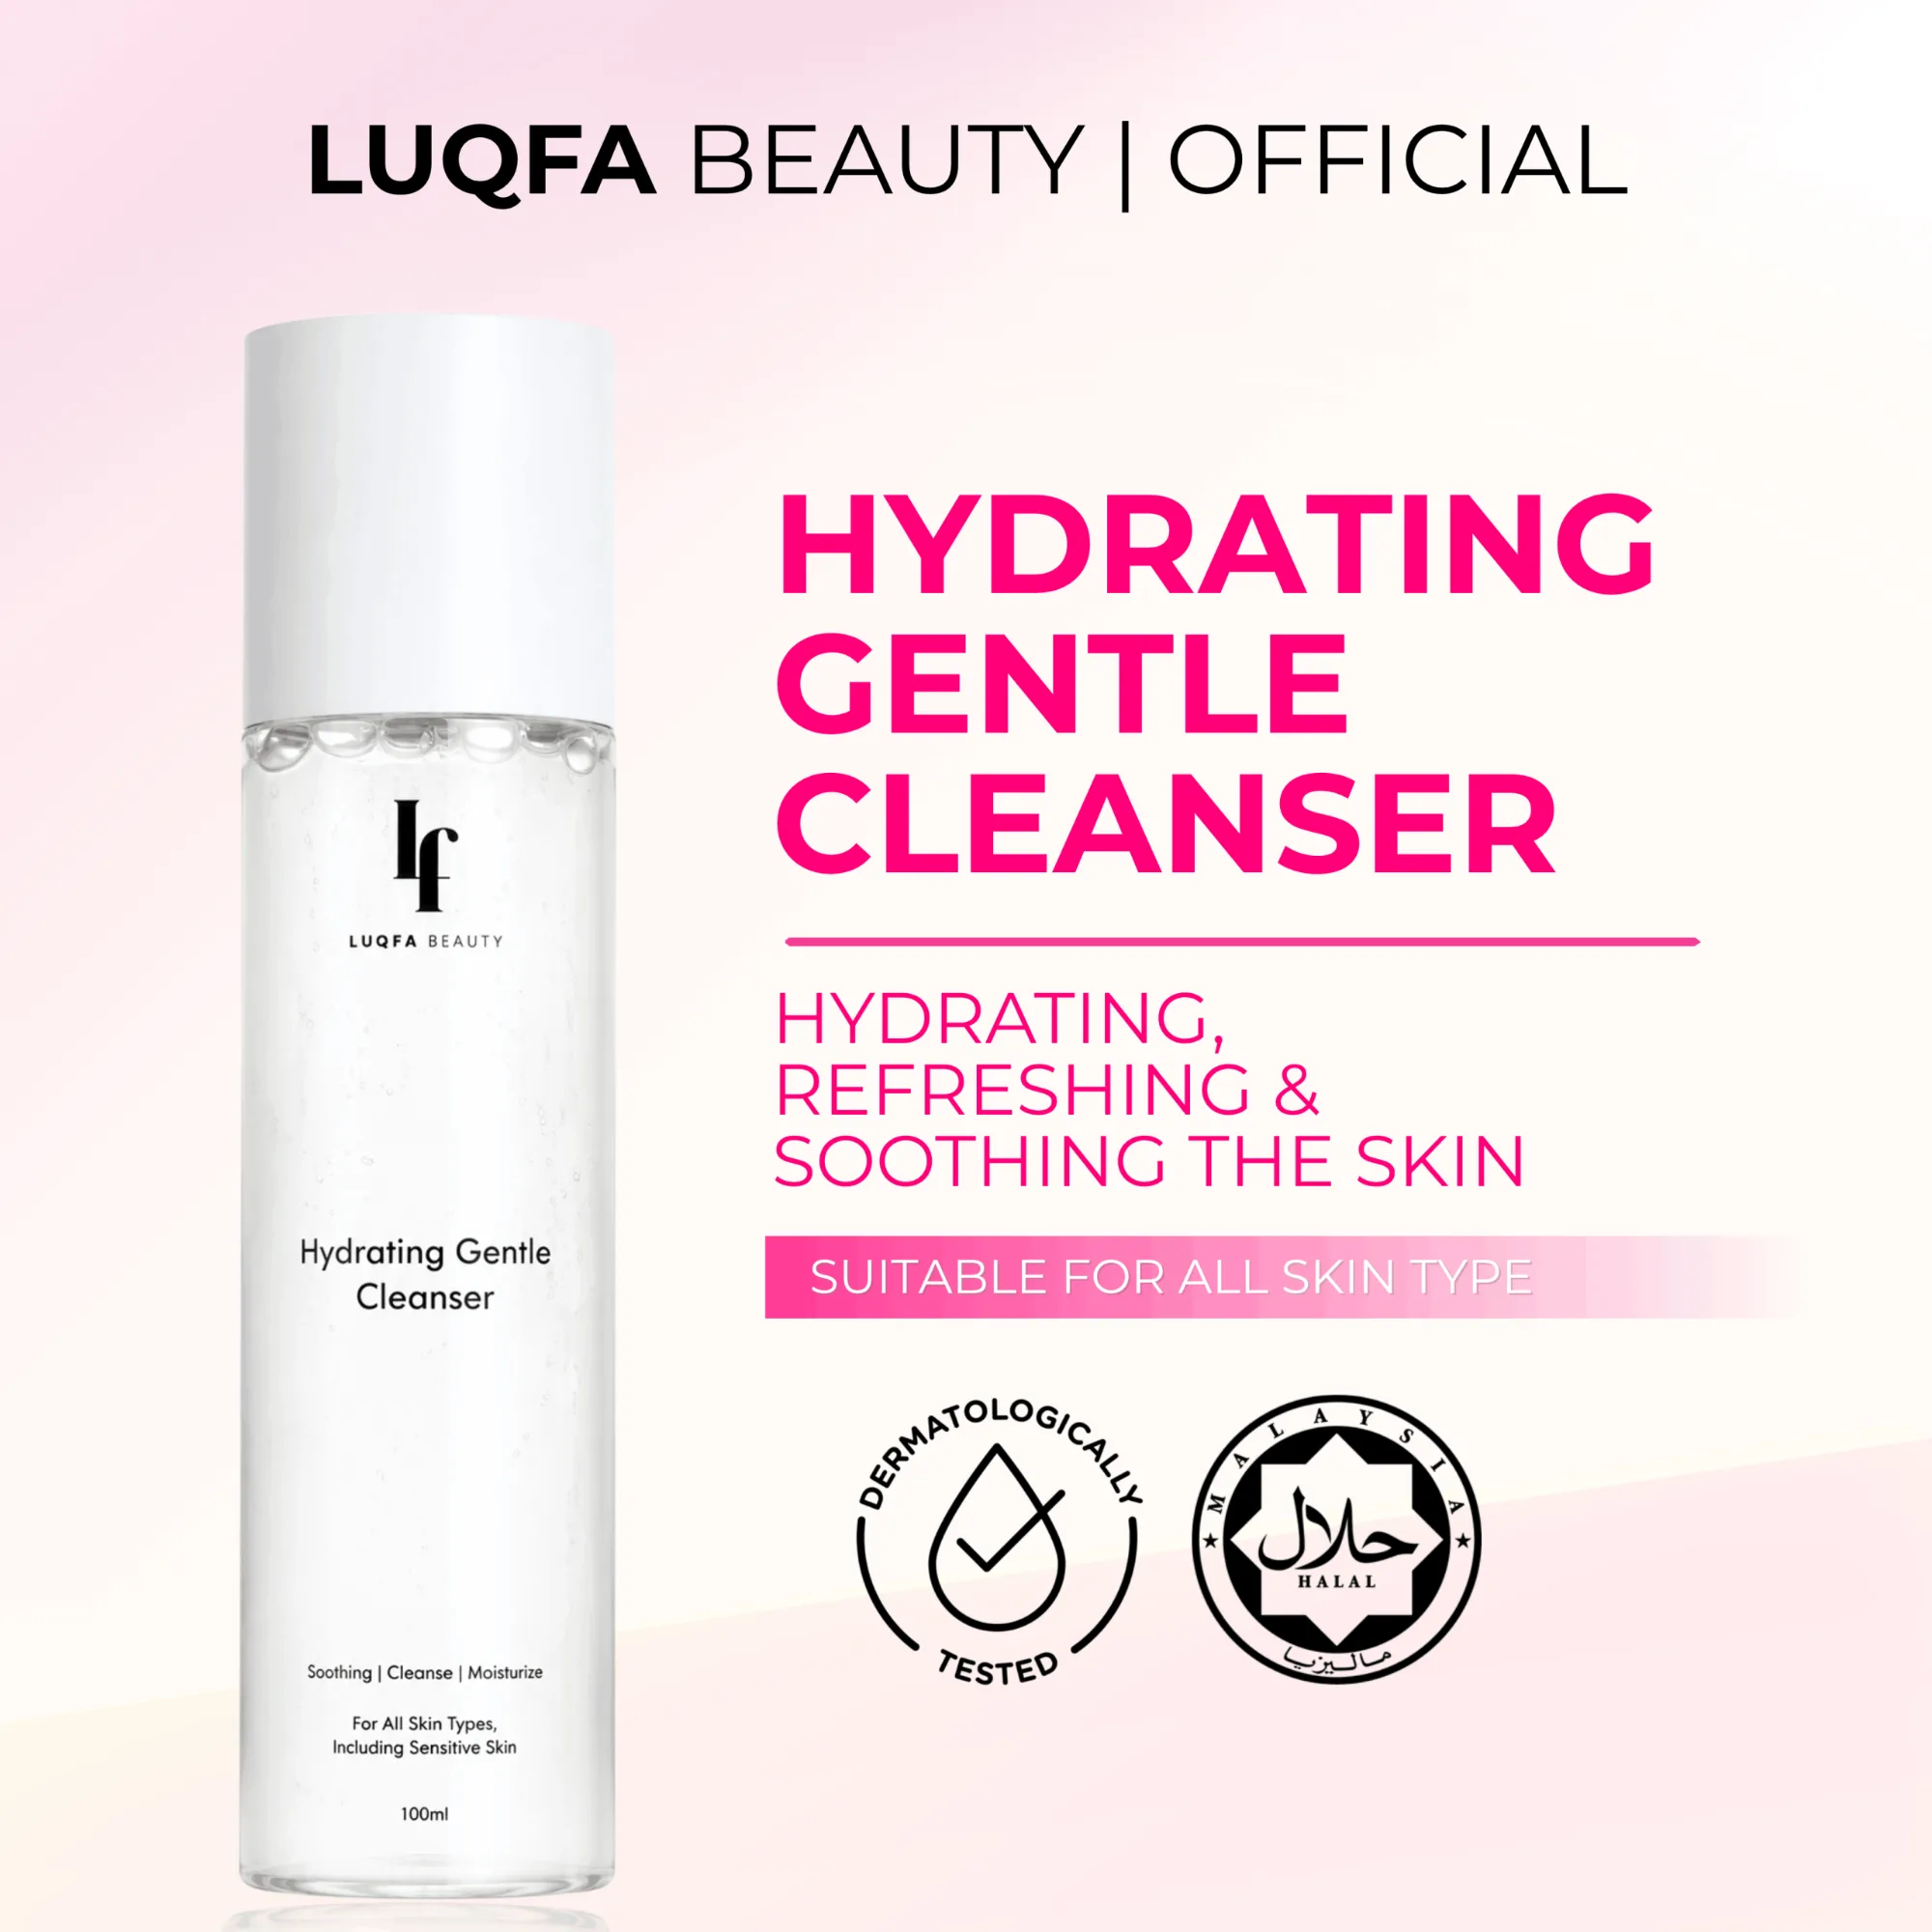 LUQFA BEAUTY | OFFICIAL
lf
LUQFA BEAUTY
Hydrating Gentle
Cleanser
Soothing | Cleanse | Moisturize
For All Skin Types,
Including Sensitive Skin
100ml
HYDRATING
GENTLE
CLEANSER
HYDRATING,
REFRESHING &
SOOTHING THE SKIN
SUITABLE FOR ALL SKIN TYPE
DERMATOLOGICALLY
TESTED
MALAYSIA
حلال
HALAL
ماليزيا